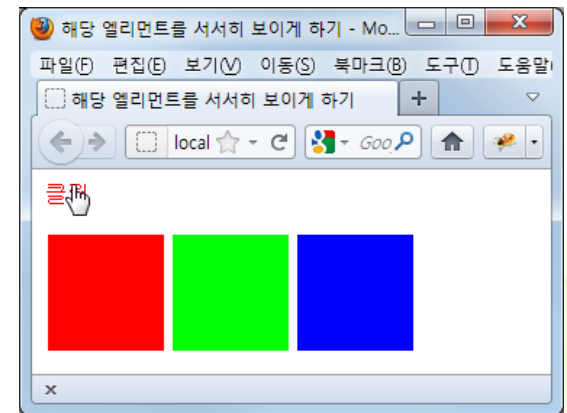 해당 엘리먼트를 서서히 보이게 하기 - Mo...
파일(F) 편집(E) 보기(V) 이동(S) 북마크(B) 도구(T) 도움말(
해당 엘리먼트를 서서히 보이게 하기
local Goo